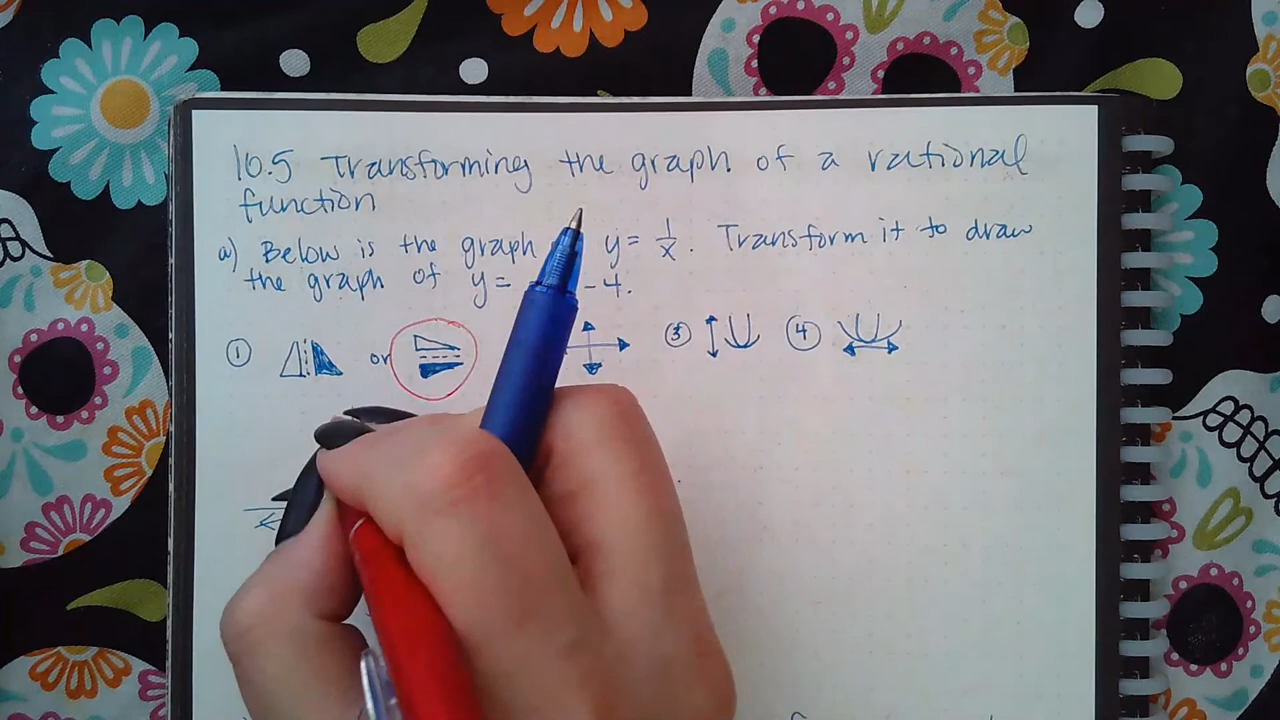 10.5 Transforming the graph of a rational
function
a) Below is the graph y = 1/x. Transform it to draw
the graph of y = - 4.
① or ③ ④